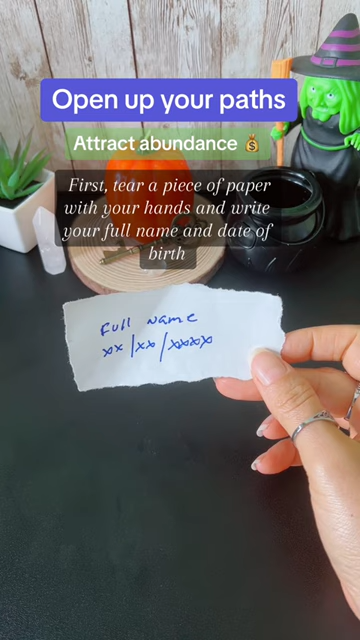 Open up your paths
Attract abundance 💰
First, tear a piece of paper
with your hands and write
your full name and date of
birth
Full Name
xx/xx/xxxx